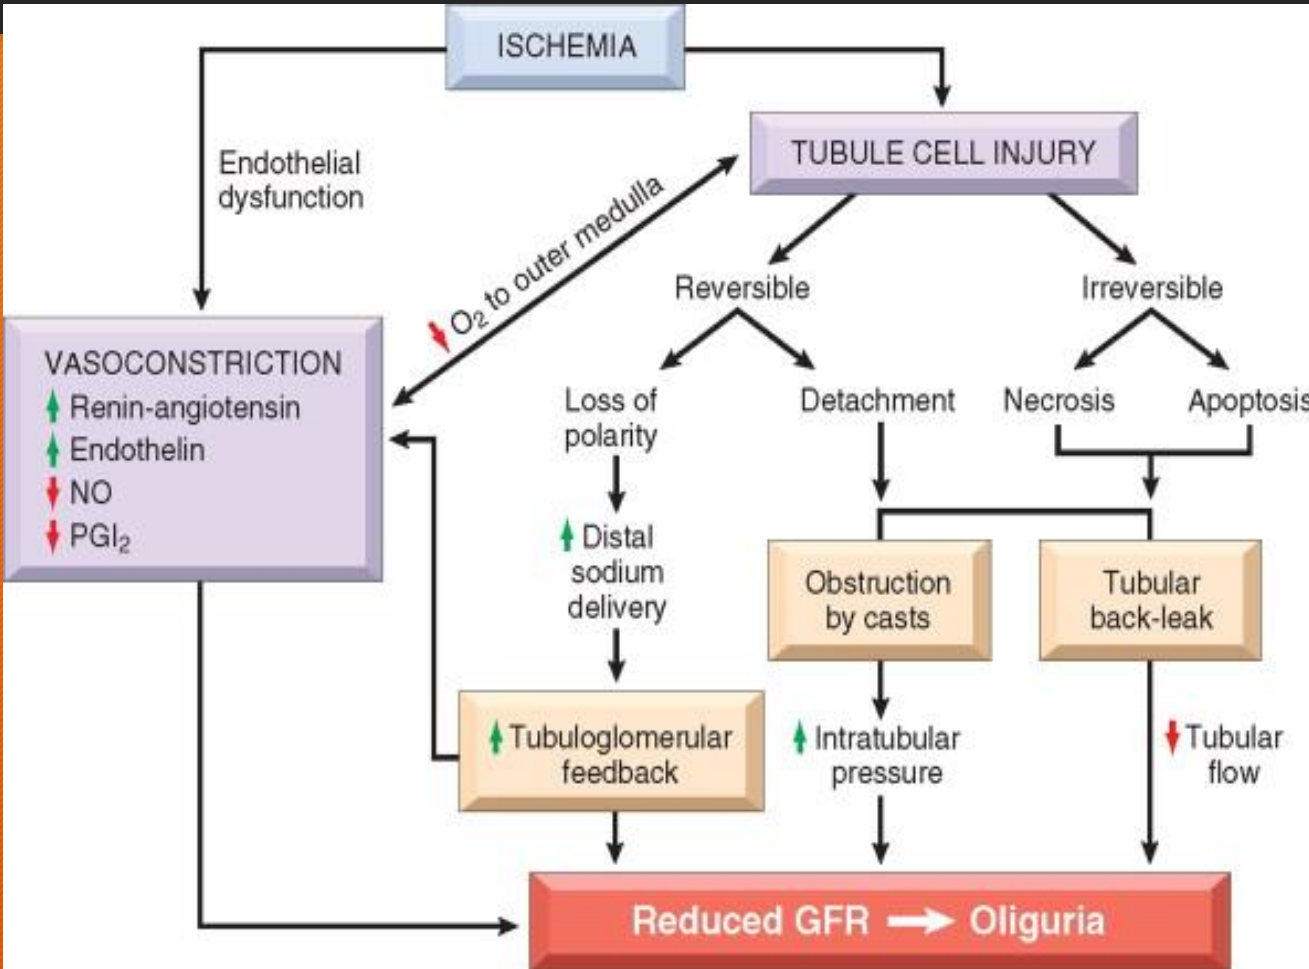 ISCHEMIA
Endothelial
dysfunction
TUBULE CELL INJURY
O₂ to outer medulla
Reversible
Irreversible
VASOCONSTRICTION
Renin-angiotensin
Endothelin
NO
PGI₂
Loss of
polarity
Detachment
Necrosis
Apoptosis
Distal
sodium
delivery
Obstruction
by casts
Tubular
back-leak
Tubuloglomerular
feedback
Intratubular
pressure
Tubular
flow
Reduced GFR → Oliguria